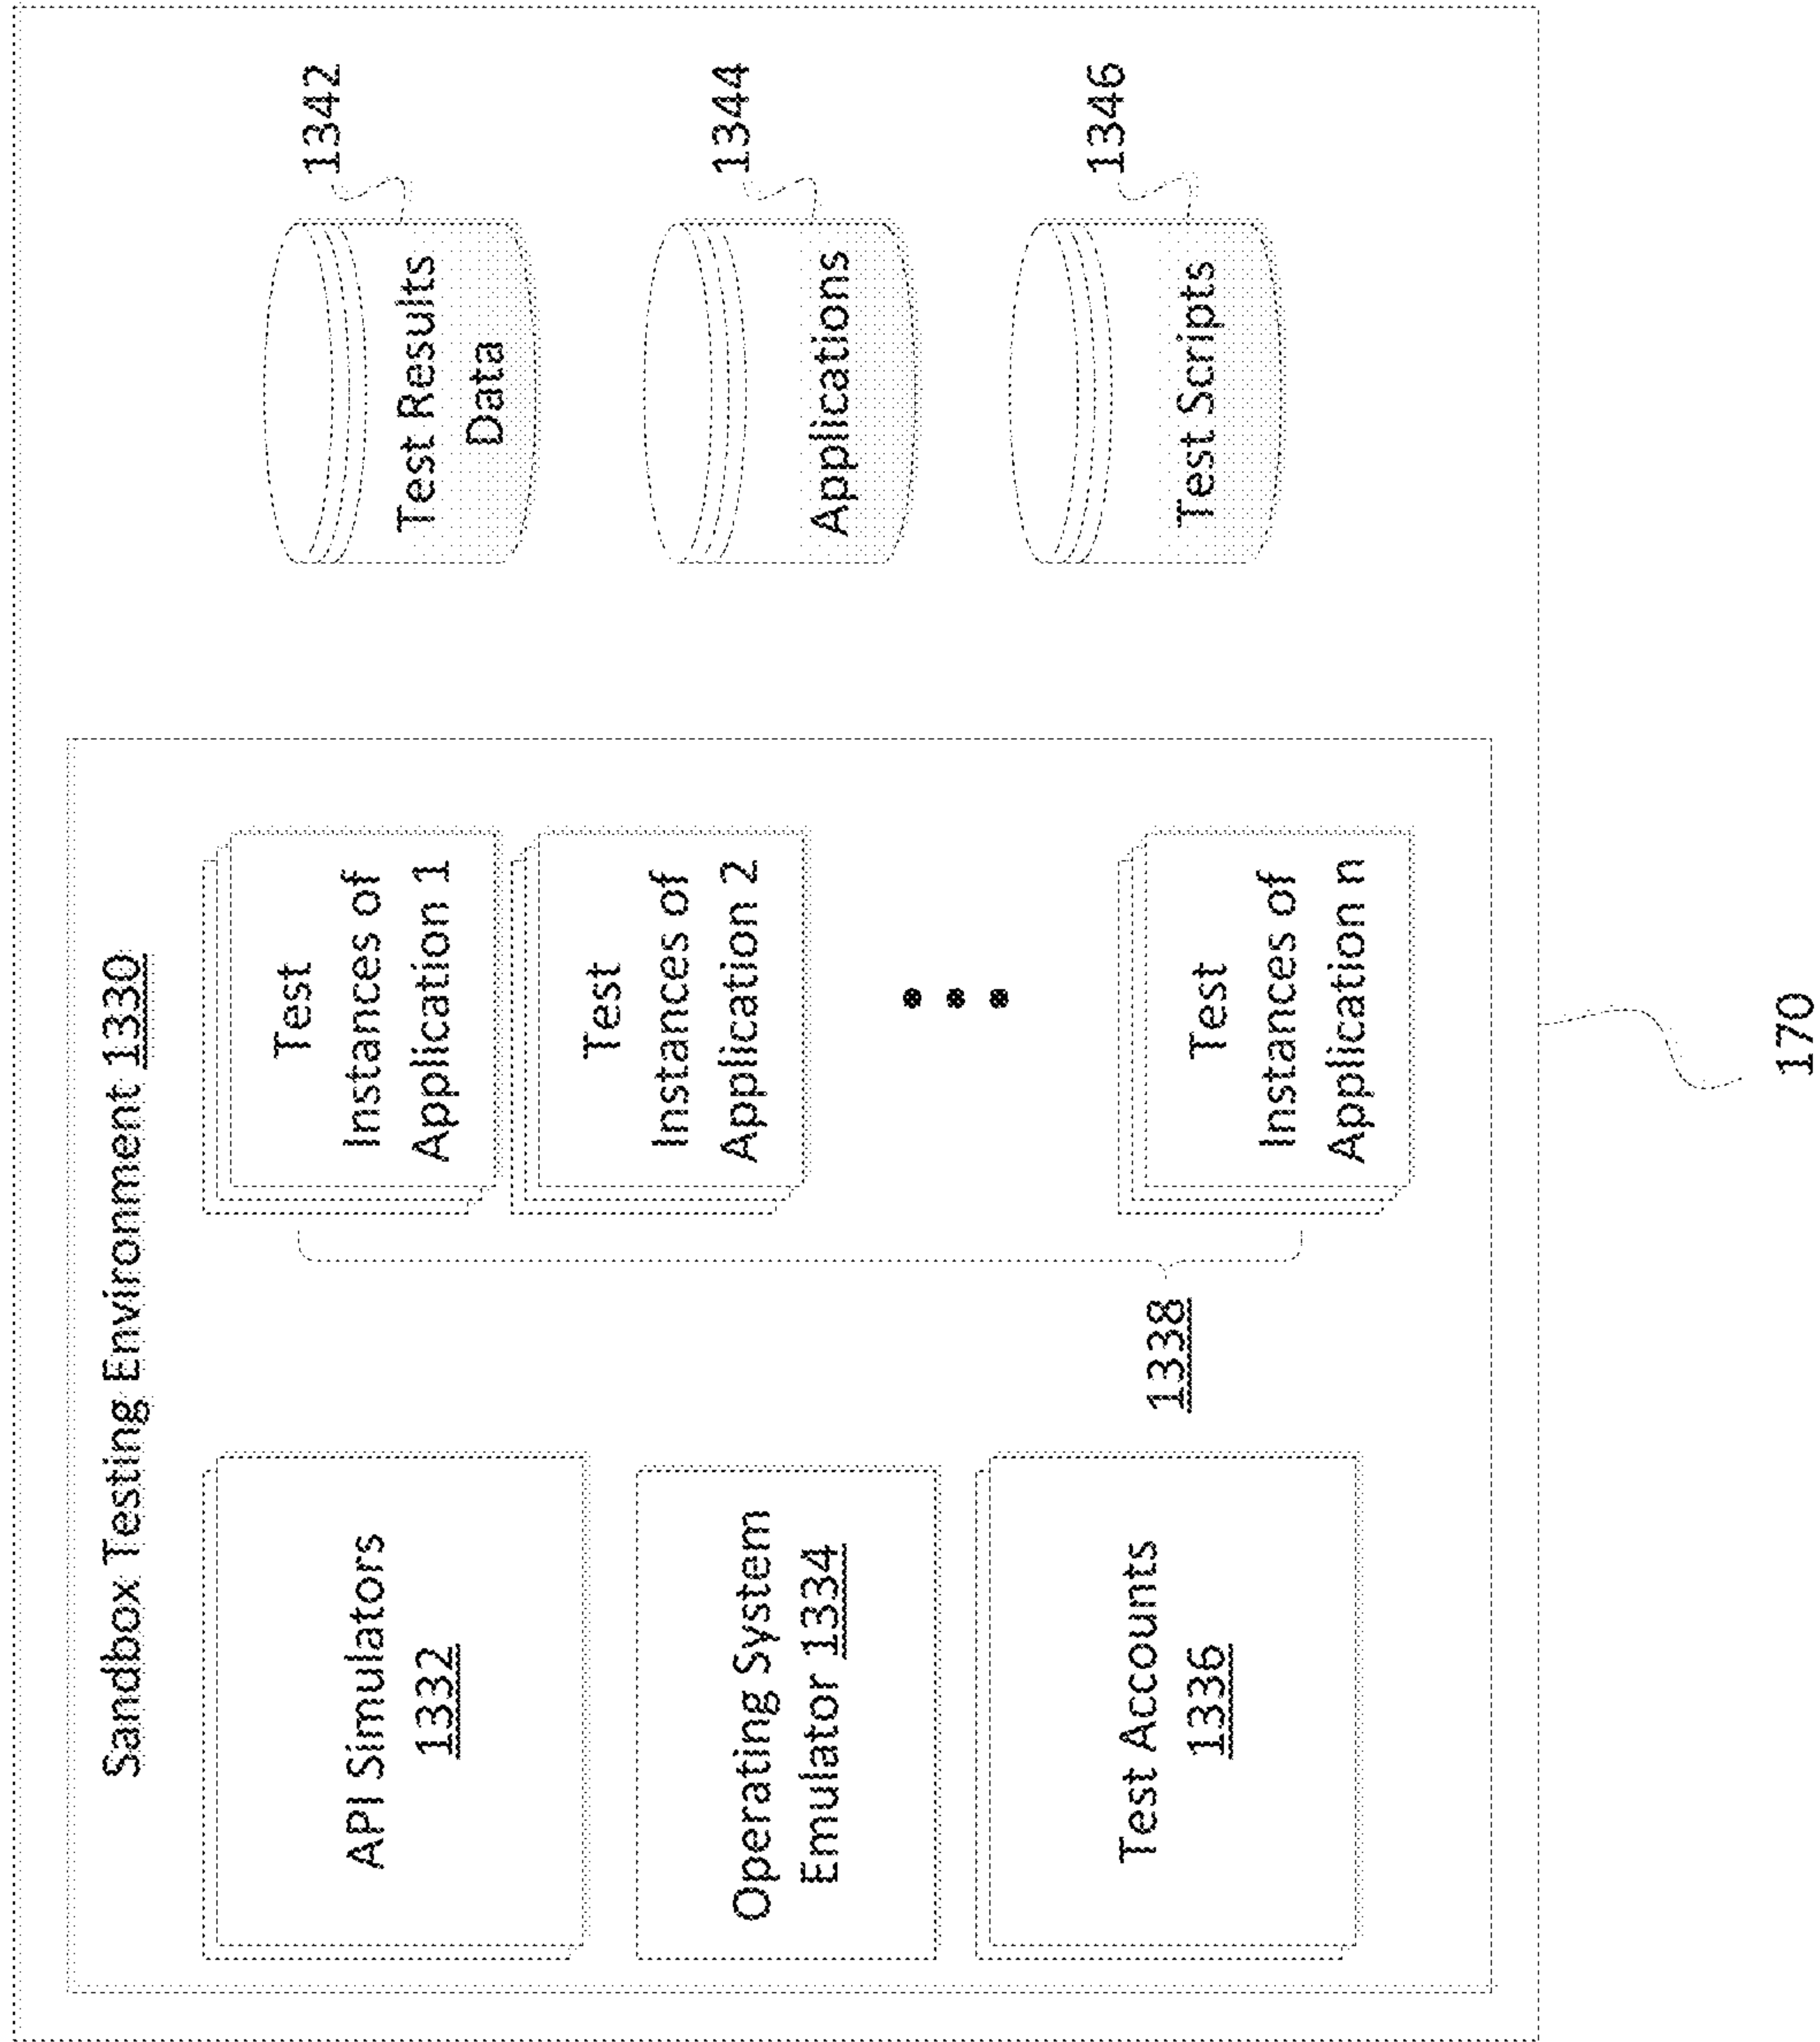 Sandbox Testing Environment 1330
API Simulators
1332
Operating System
Emulator 1334
Test Accounts
1336
1338
Test
Instances of
Application 1
Test
Instances of
Application 2
Test
Instances of
Application n
Test Results
Data
1342
Applications
1344
Test Scripts
1346
170